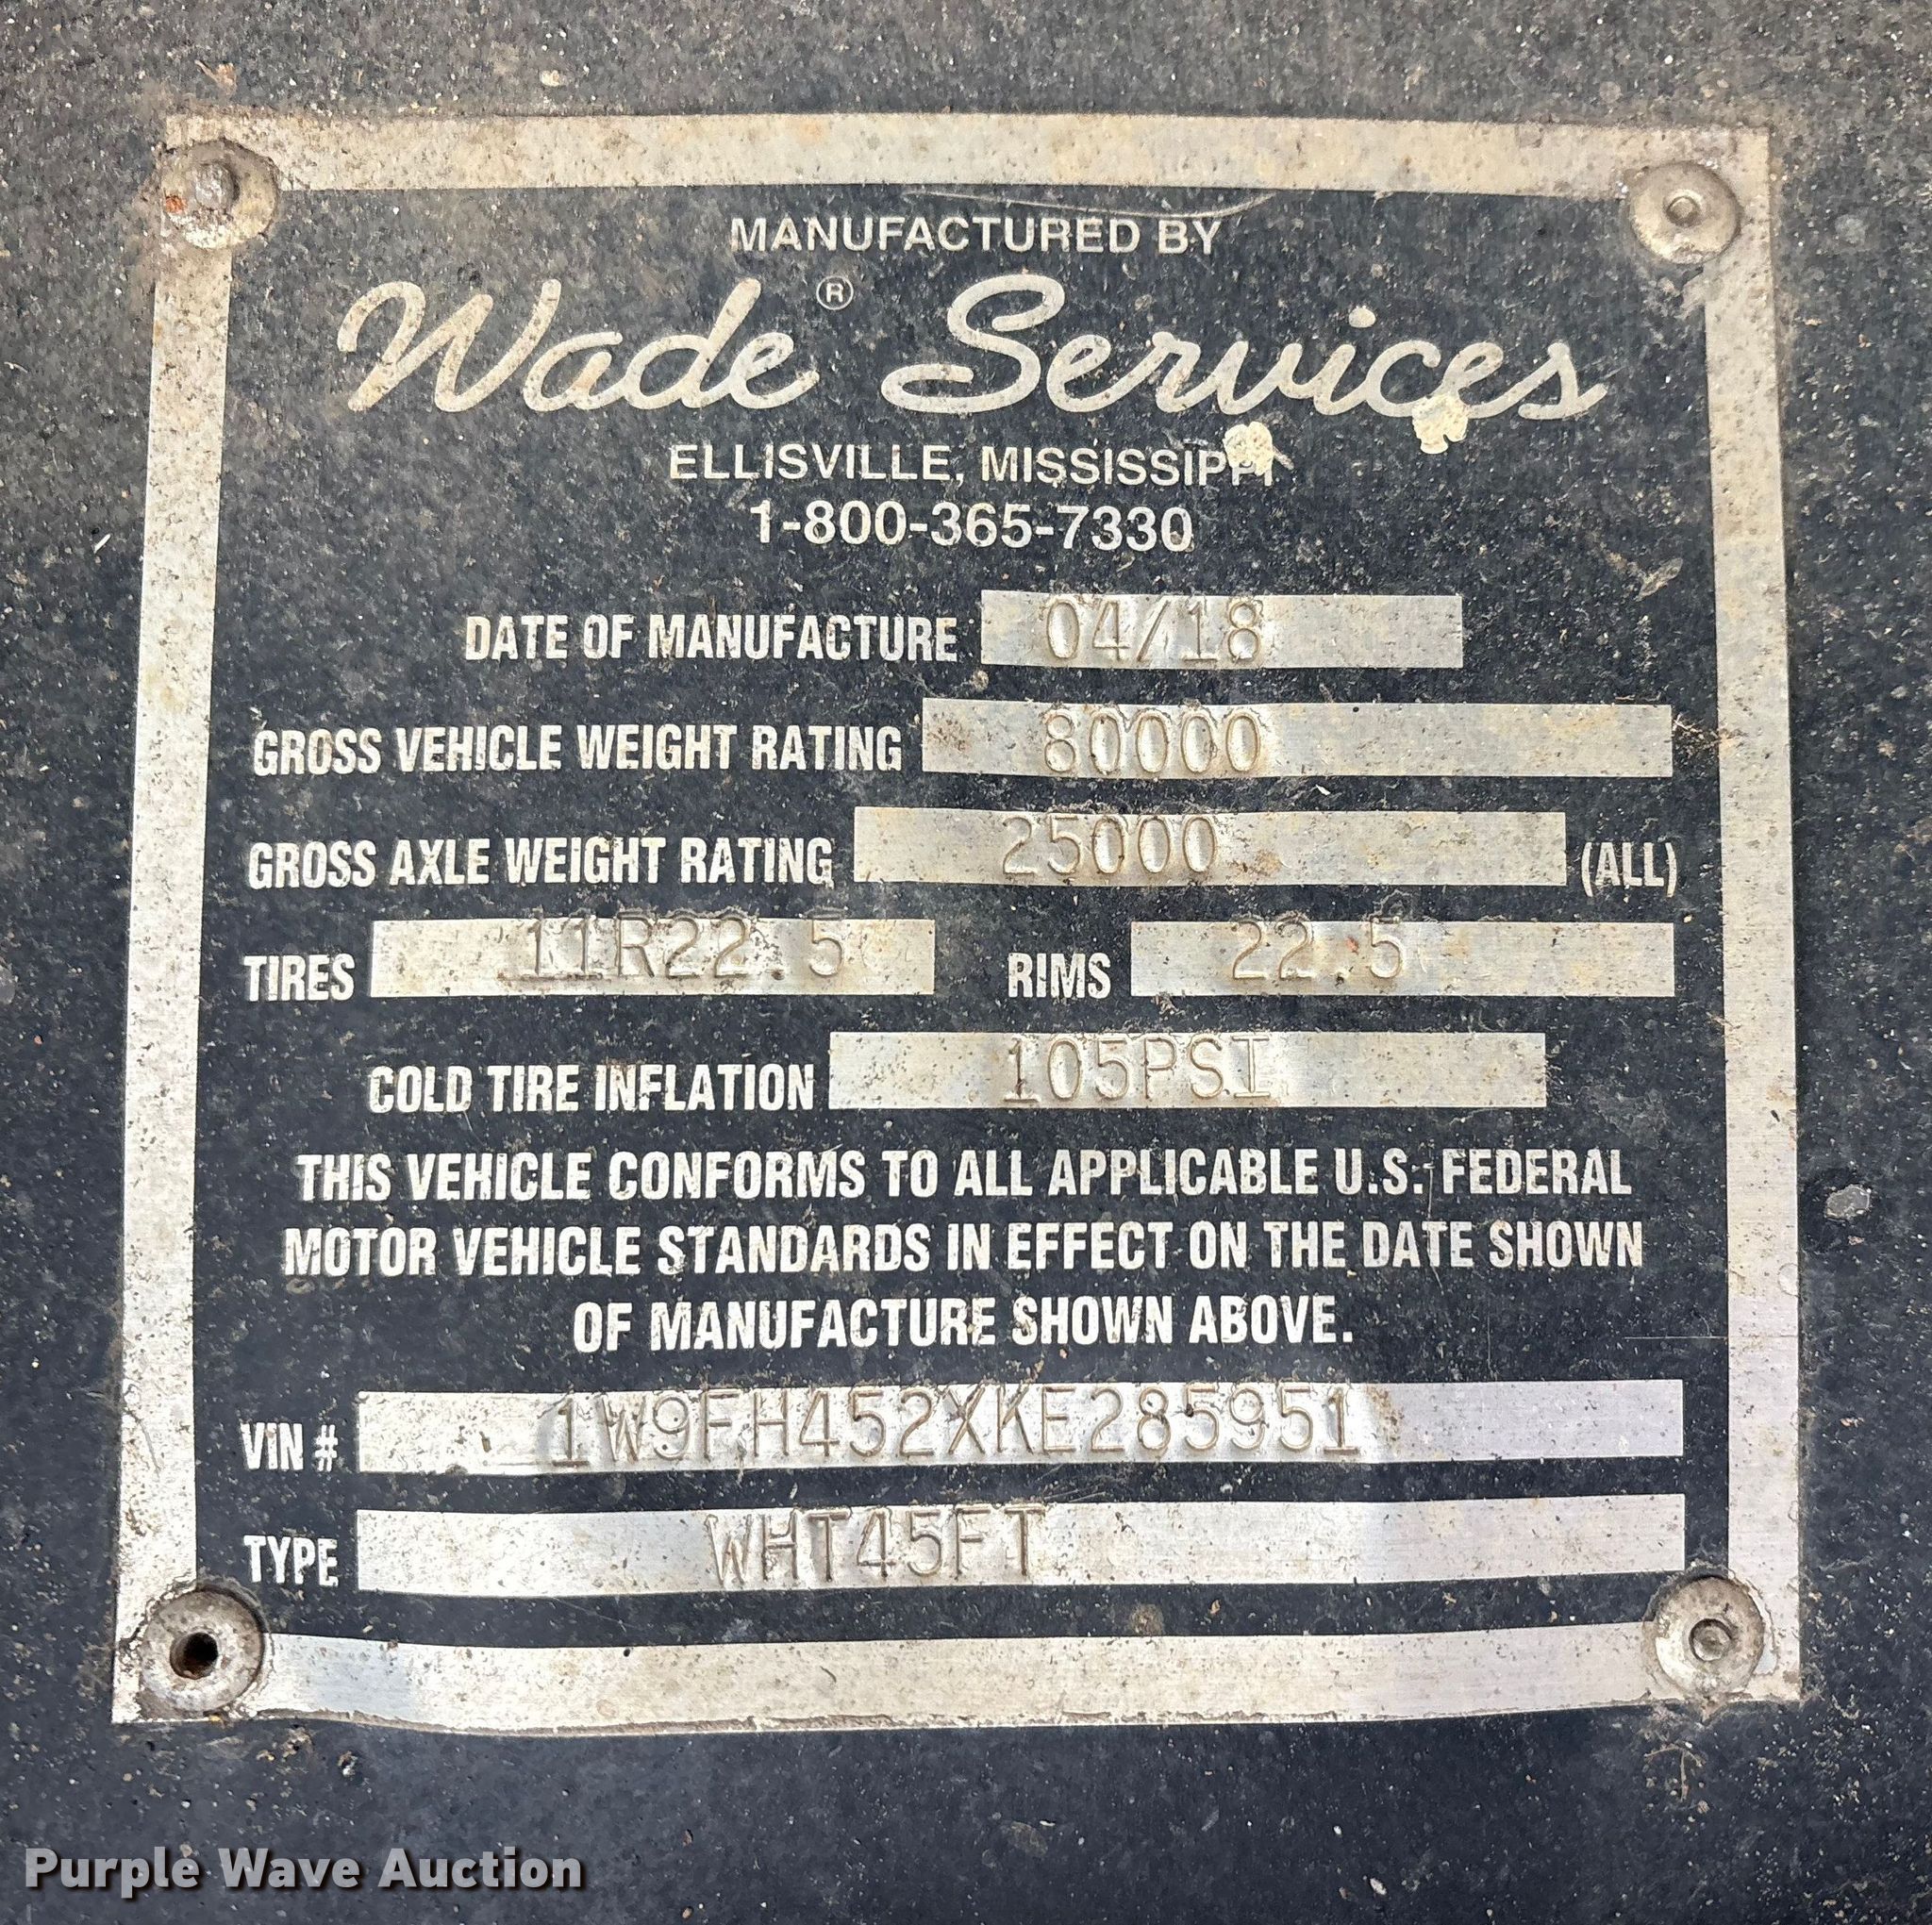 MANUFACTURED BY
Wade® Services
ELLISVILLE, MISSISSIPPI
1-800-365-7330
DATE OF MANUFACTURE 04/18
GROSS VEHICLE WEIGHT RATING 80000
GROSS AXLE WEIGHT RATING 25000 (ALL)
TIRES 11R22.5 RIMS 22.5
COLD TIRE INFLATION 105PSI
THIS VEHICLE CONFORMS TO ALL APPLICABLE U.S. FEDERAL
MOTOR VEHICLE STANDARDS IN EFFECT ON THE DATE SHOWN
OF MANUFACTURE SHOWN ABOVE.
VIN # 1W9FH452XKE285951
TYPE WHT45FT
Purple Wave Auction